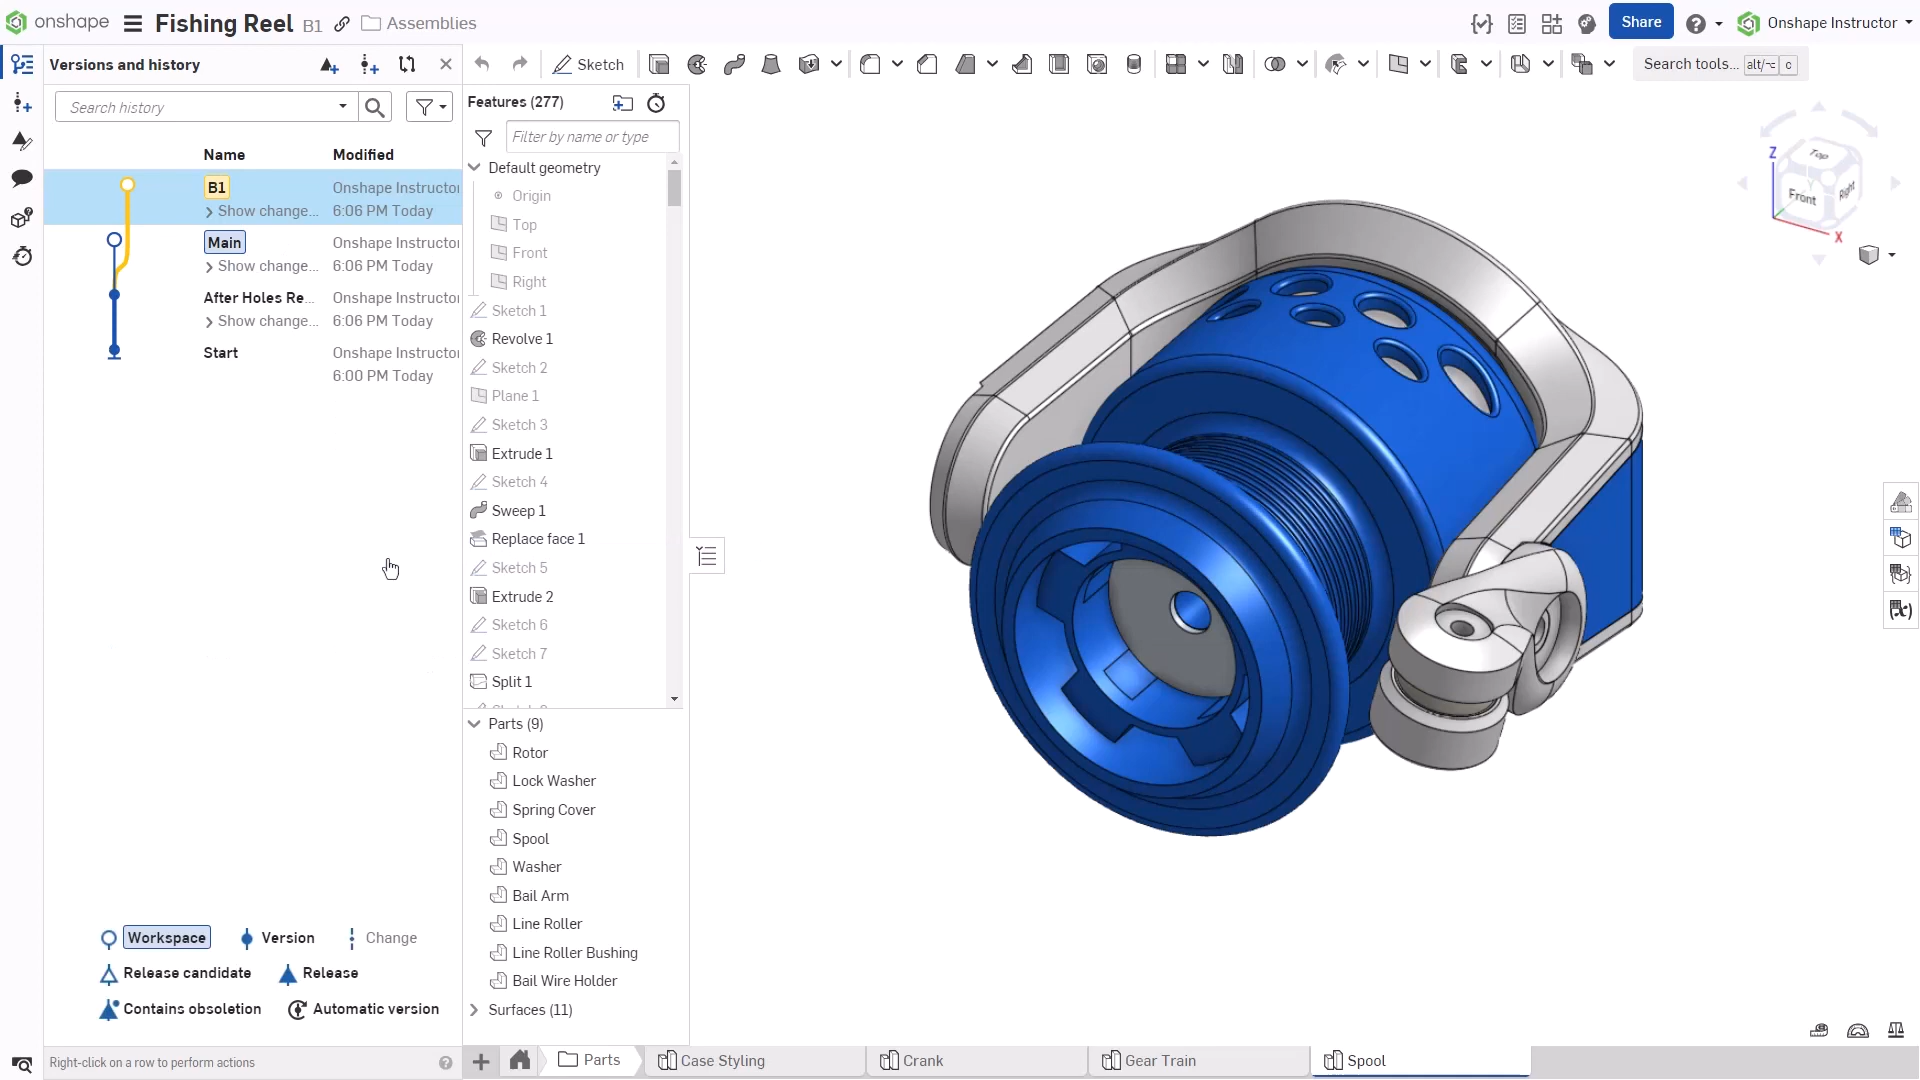 onshape Fishing Reel B1 Assemblies Share Onshape Instructor
Versions and history Sketch Search tools... alt/⌥ c
Search history
Features (277)
Filter by name or type
Name Modified
B1 Onshape Instructo
Show change... 6:06 PM Today
Main Onshape Instructo
Show change... 6:06 PM Today
After Holes Re... Onshape Instructo
Show change... 6:06 PM Today
Start Onshape Instructo
6:00 PM Today
Default geometry
Origin
Top
Front
Right
Sketch 1
Revolve 1
Sketch 2
Plane 1
Sketch 3
Extrude 1
Sketch 4
Sweep 1
Replace face 1
Sketch 5
Extrude 2
Sketch 6
Sketch 7
Split 1
Parts (9)
Rotor
Lock Washer
Spring Cover
Spool
Washer
Bail Arm
Line Roller
Line Roller Bushing
Bail Wire Holder
Surfaces (11)
Z
Top
Front
Right
X
Workspace Version Change
Release candidate Release
Contains obsoletion Automatic version
Right-click on a row to perform actions
Parts Case Styling Crank Gear Train Spool